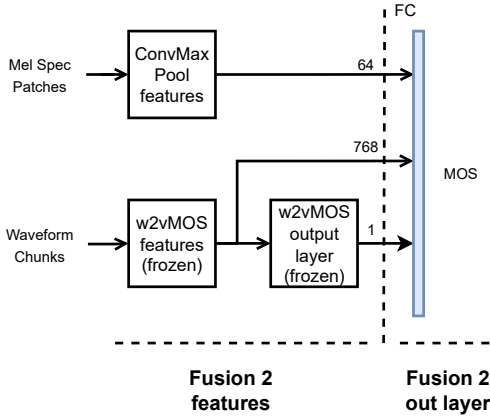 FC
Mel Spec
Patches
ConvMax
Pool
features
64
768
MOS
Waveform
Chunks
w2vMOS
features
(frozen)
w2vMOS
output
layer
(frozen)
1
Fusion 2
features
Fusion 2
out layer